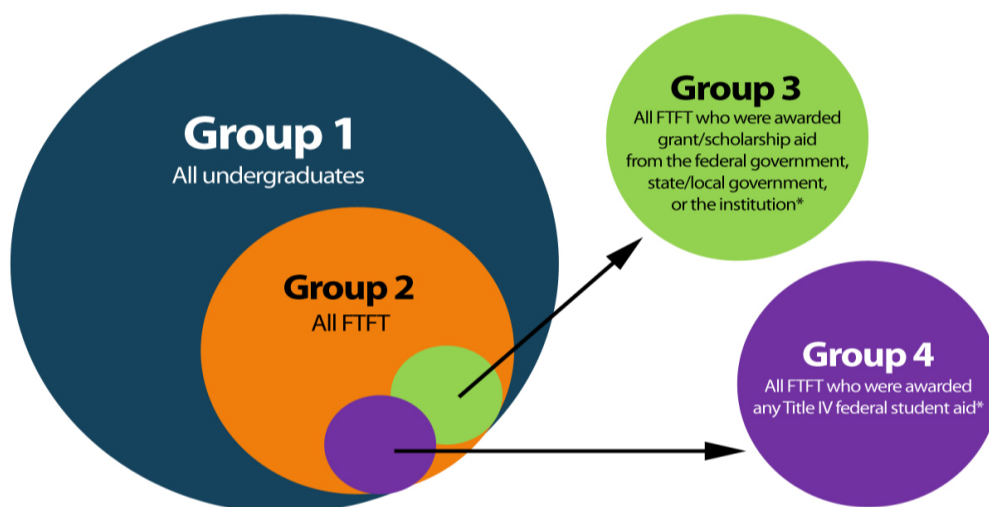 Group 1
All undergraduates
Group 2
All FTFT
Group 3
All FTFT who were awarded
grant/scholarship aid
from the federal government,
state/local government,
or the institution*
Group 4
All FTFT who were awarded
any Title IV federal student aid*